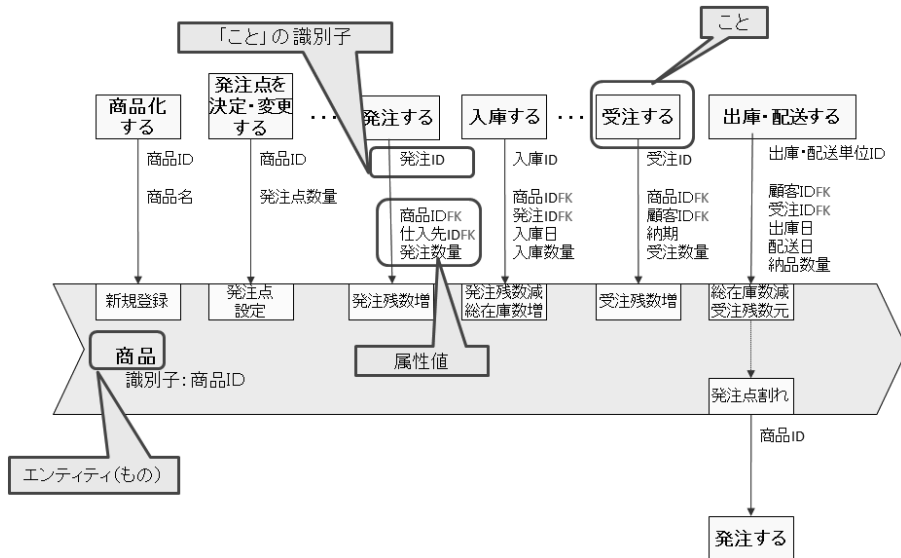 「こと」の識別子
こと
商品化
する
発注点を
決定・変更
する
・・・
発注する
入庫する
・・・
受注する
出庫・配送する
商品ID
商品名
商品ID
発注点数量
発注ID
商品IDFK
仕入先IDFK
発注数量
入庫ID
商品IDFK
発注IDFK
入庫日
入庫数量
受注ID
商品IDFK
顧客IDFK
納期
受注数量
出庫・配送単位ID
顧客IDFK
受注IDFK
出庫日
配送日
納品数量
新規登録
発注点
設定
発注残数増
発注残数減
総在庫数増
受注残数増
総在庫数減
受注残数元
商品
識別子：商品ID
属性値
発注点割れ
商品ID
エンティティ(もの)
発注する